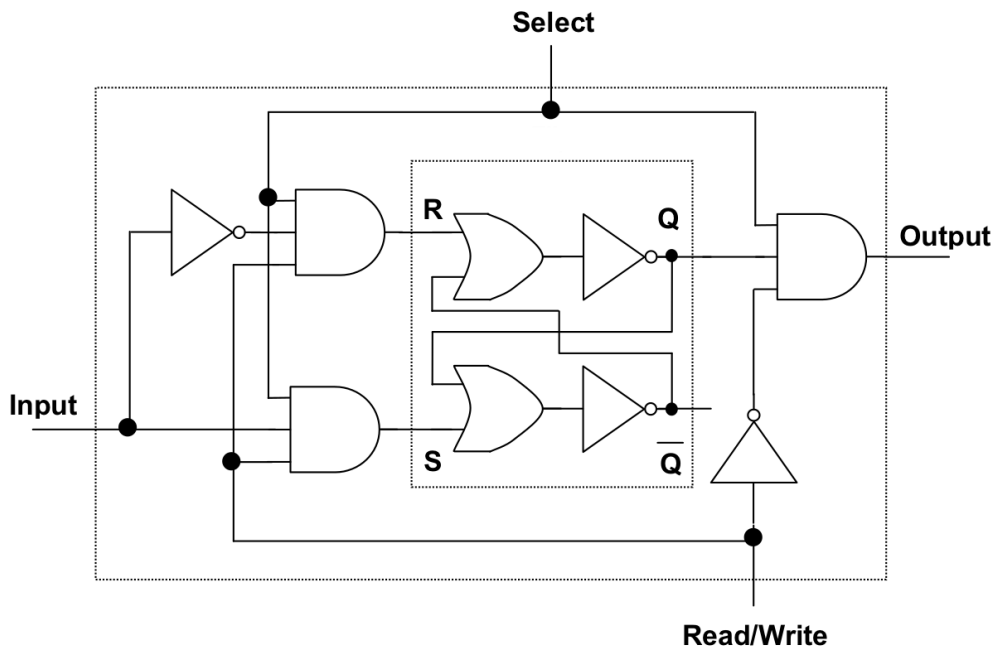 Select
R
Q
Output
Input
S
Q̅
Read/Write